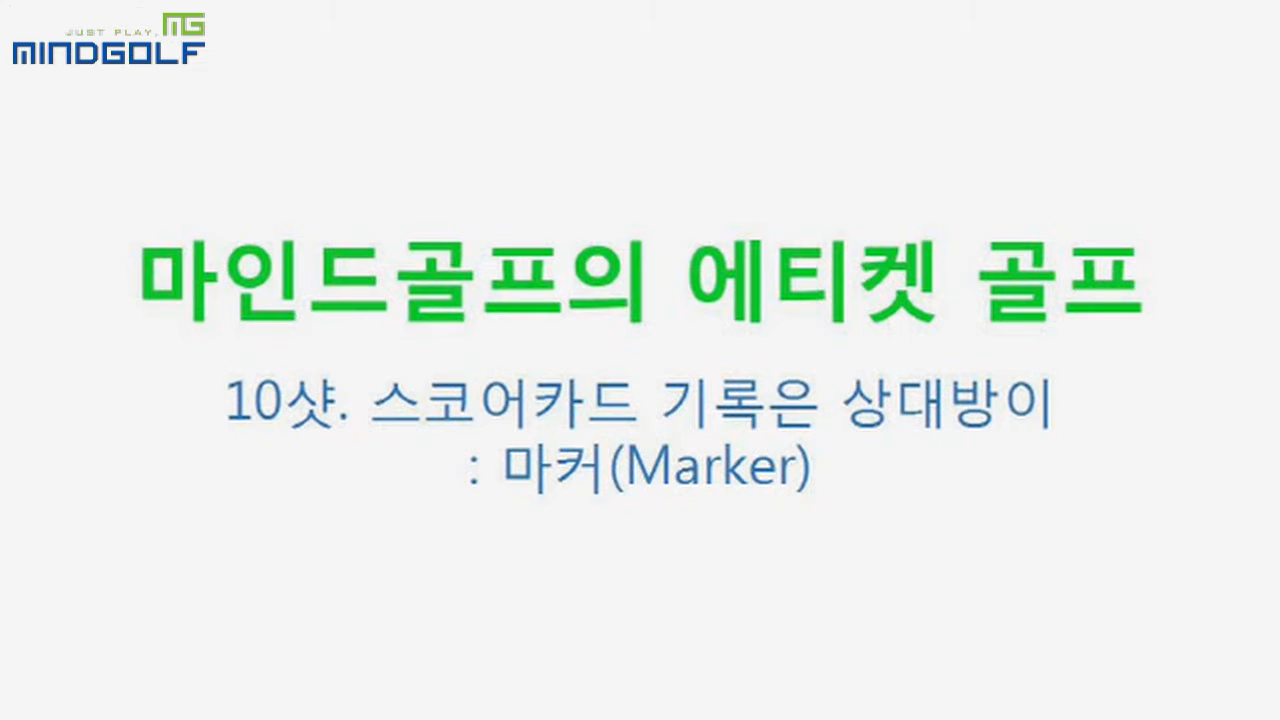 JUST PLAY. MG
MINDGOLF
마인드골프의 에티켓 골프
10샷. 스코어카드 기록은 상대방이
: 마커(Marker)